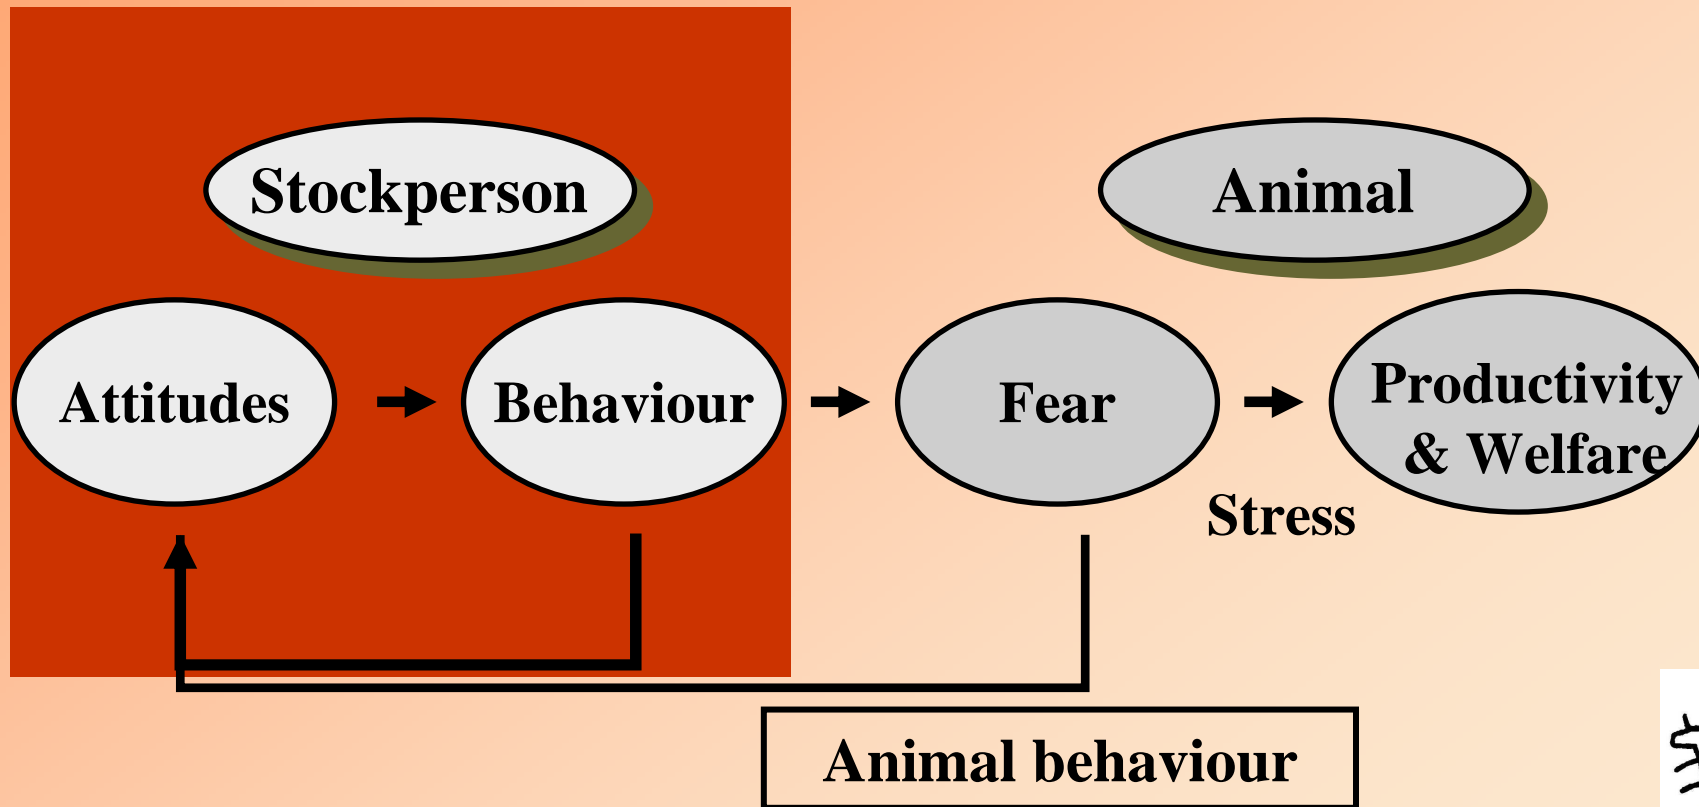 Stockperson
Animal
Attitudes
Behaviour
Fear
Productivity
& Welfare
Stress
Animal behaviour